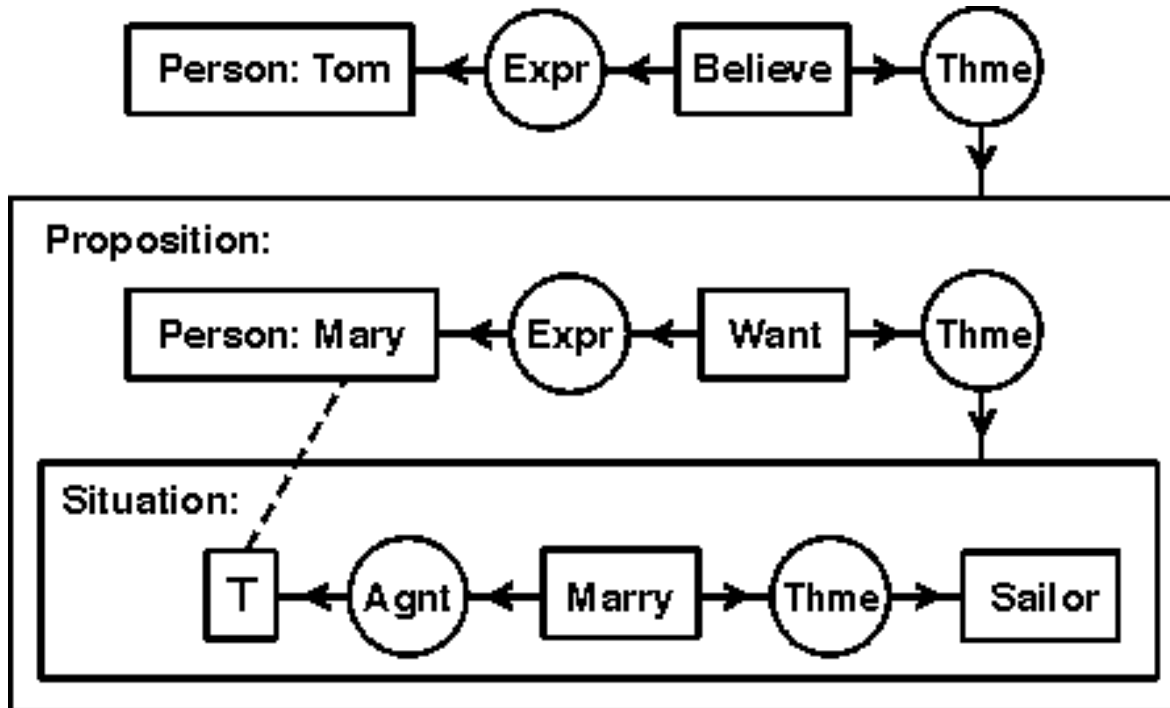 Person: Tom Expr Believe Thme
Proposition:
Person: Mary Expr Want Thme
Situation:
T Agnt Marry Thme Sailor